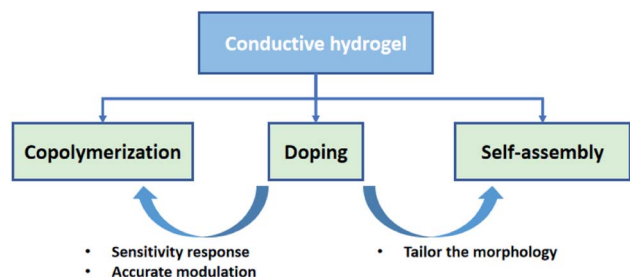 Conductive hydrogel
Copolymerization
Doping
Self-assembly
• Sensitivity response
• Accurate modulation
• Tailor the morphology